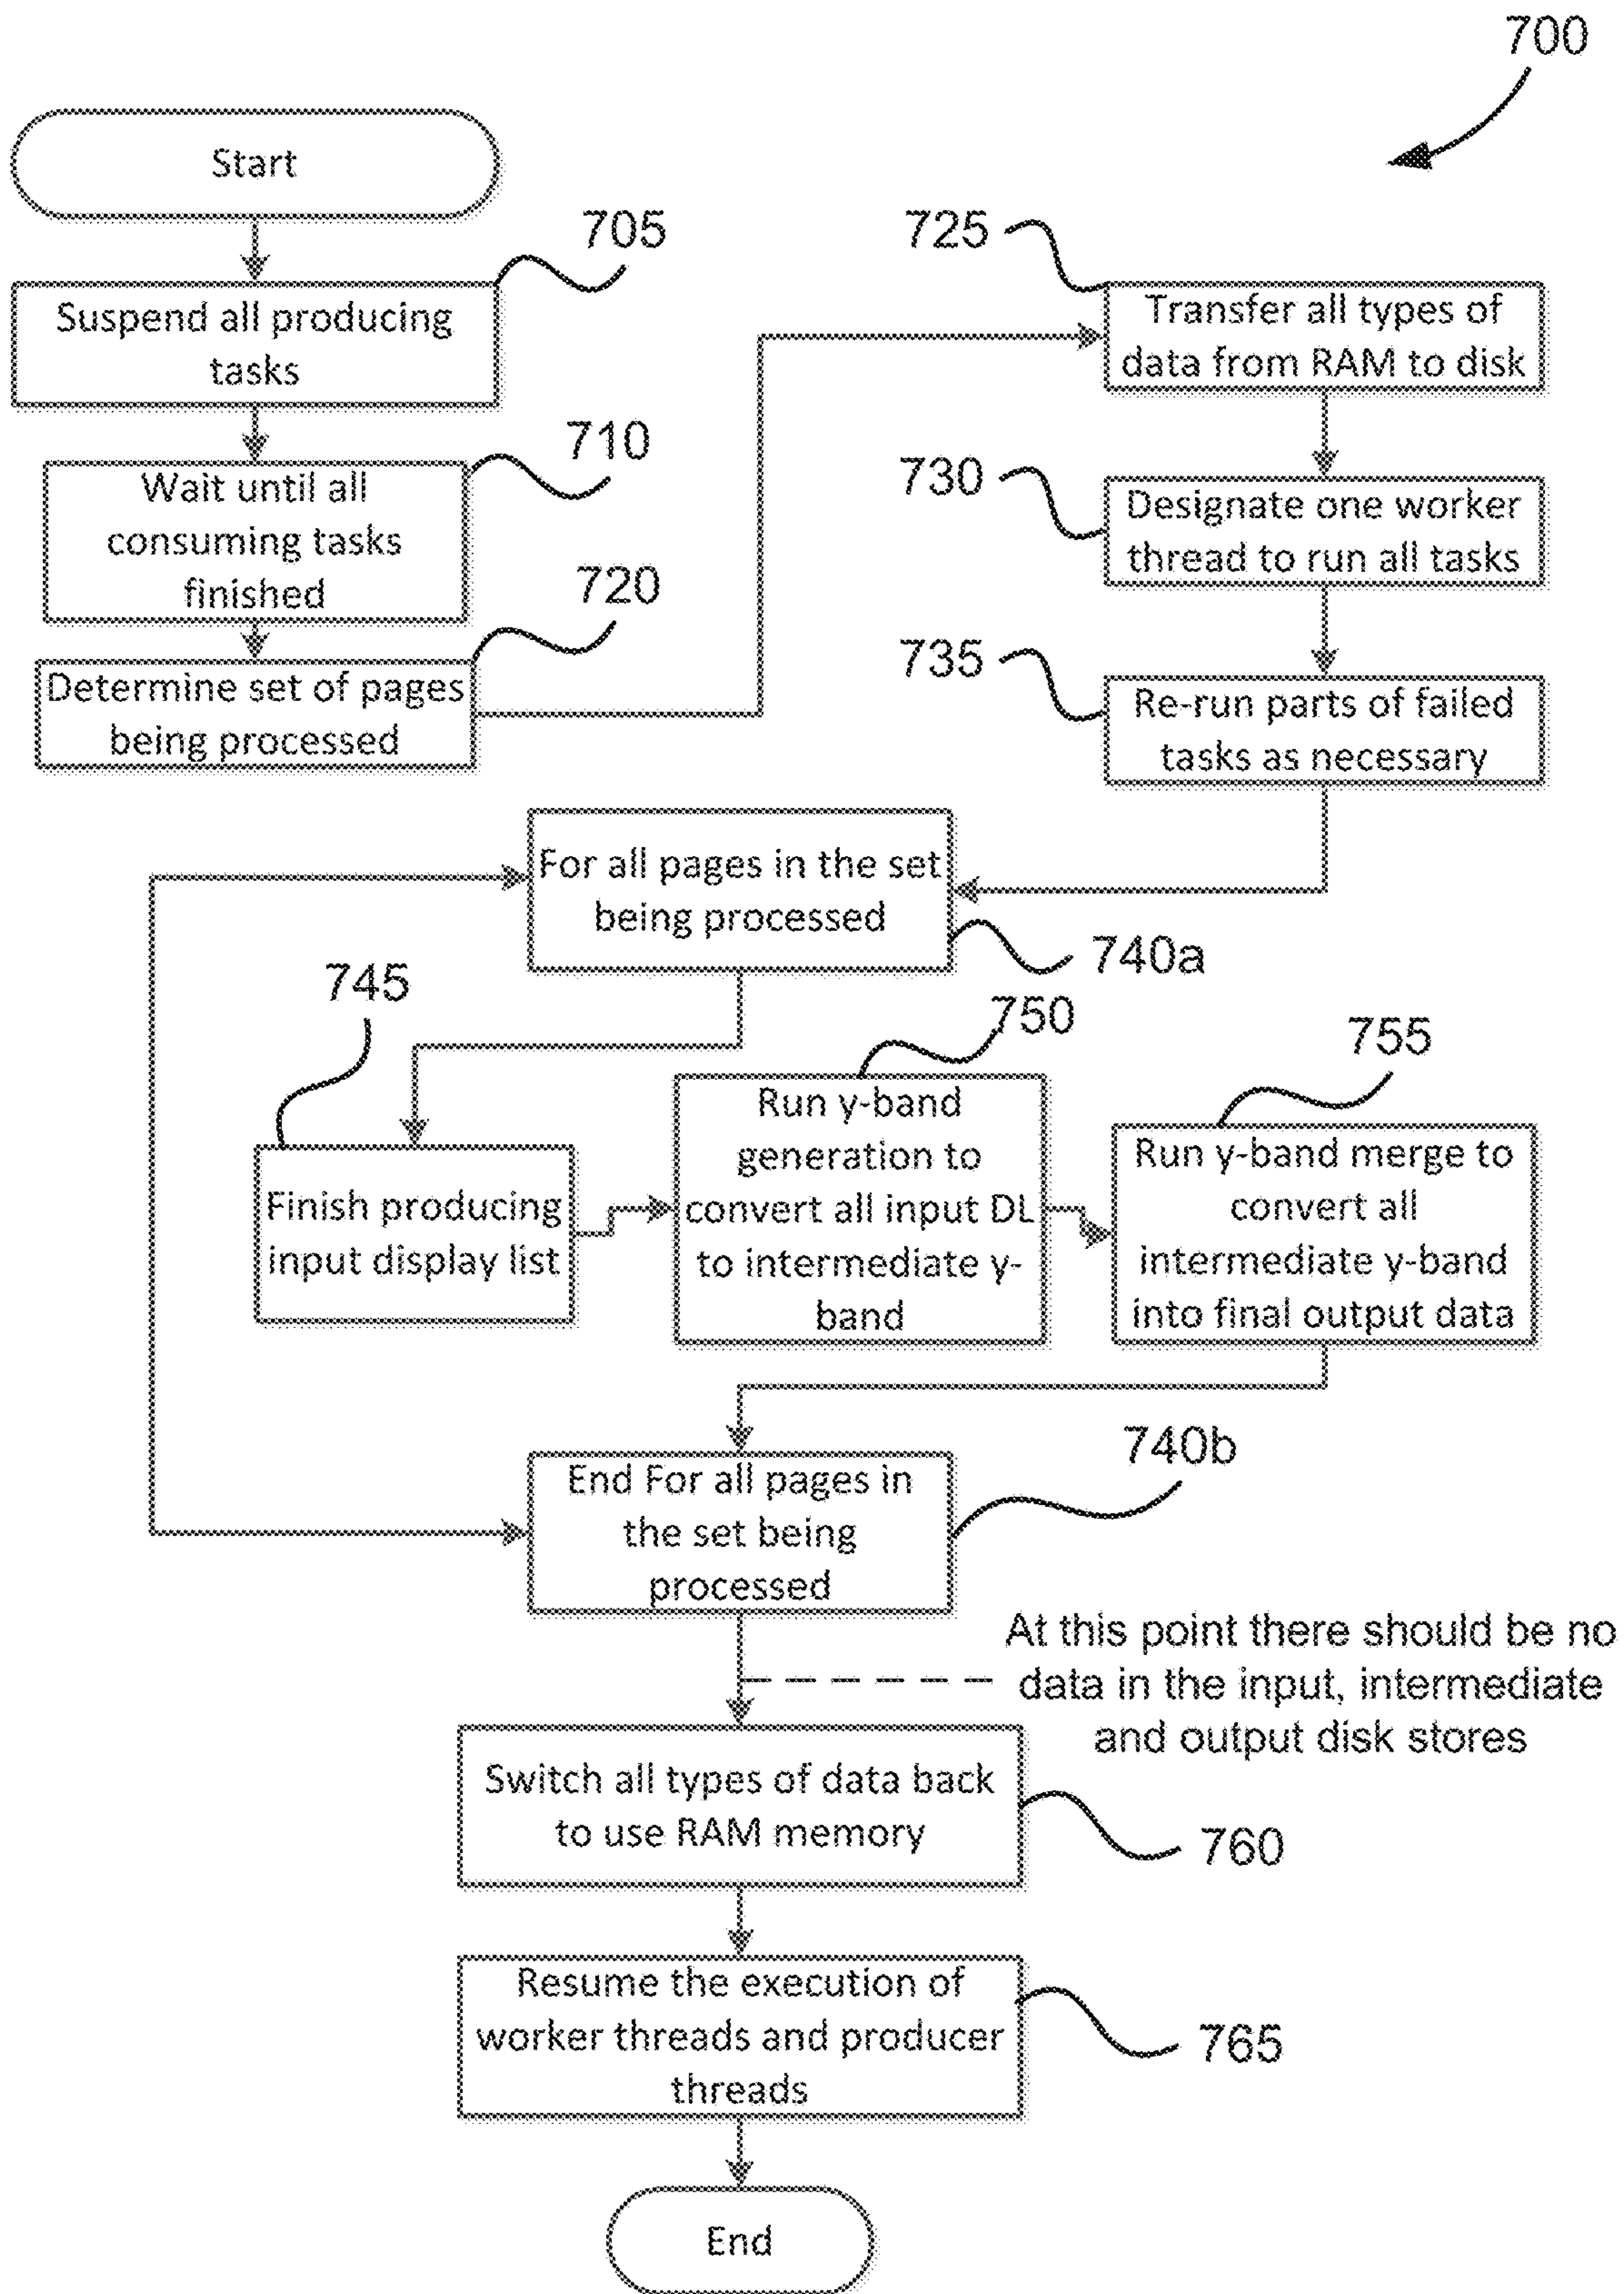 700
Start
705
Suspend all producing
tasks
710
Wait until all
consuming tasks
finished
720
Determine set of pages
being processed
725
Transfer all types of
data from RAM to disk
730
Designate one worker
thread to run all tasks
735
Re-run parts of failed
tasks as necessary
For all pages in the set
being processed
740a
745
Finish producing
input display list
750
Run y-band
generation to
convert all input DL
to intermediate y-
band
755
Run y-band merge to
convert all
intermediate y-band
into final output data
740b
End For all pages in
the set being
processed
At this point there should be no
data in the input, intermediate
and output disk stores
Switch all types of data back
to use RAM memory
760
Resume the execution of
worker threads and producer
threads
765
End